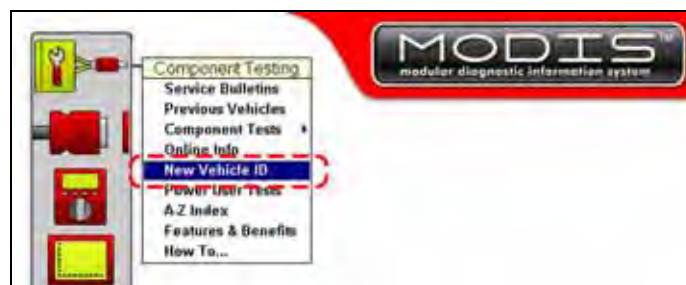 MODIS™
modular diagnostic information system
Component Testing
Service Bulletins
Previous Vehicles
Component Tests
Online Info
New Vehicle ID
Power User Tests
A-Z Index
Features & Benefits
How To...